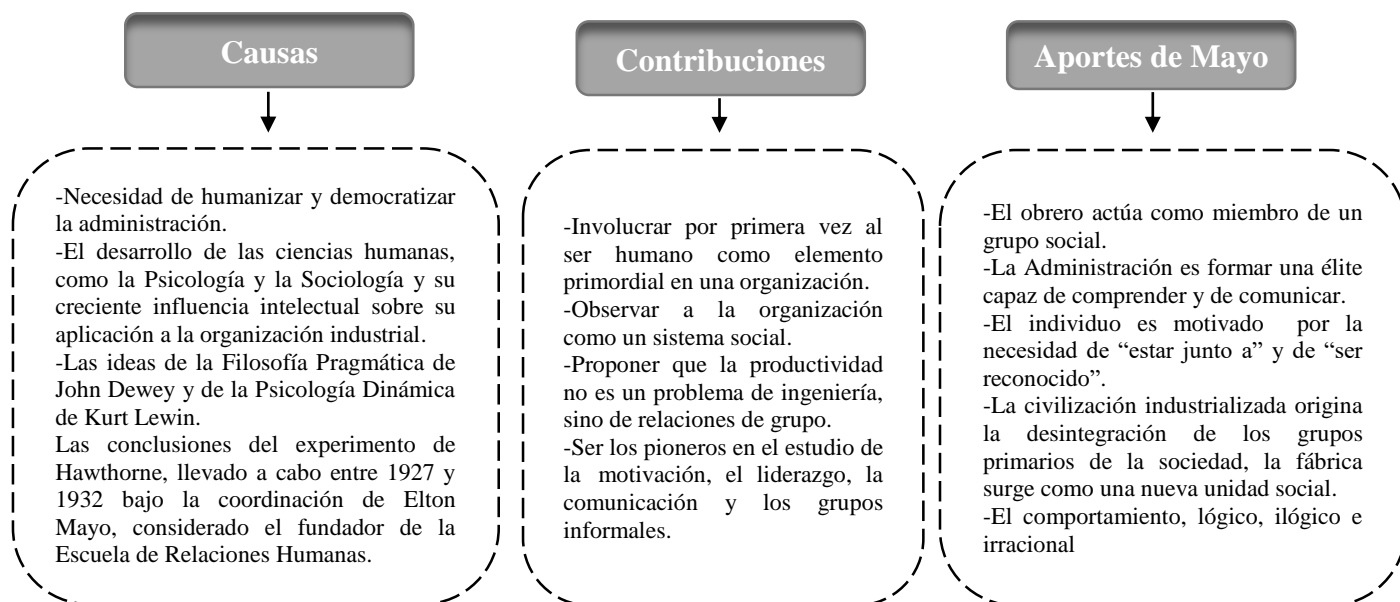 Causas
-Necesidad de humanizar y democratizar
la administración.
-El desarrollo de las ciencias humanas,
como la Psicología y la Sociología y su
creciente influencia intelectual sobre su
aplicación a la organización industrial.
-Las ideas de la Filosofía Pragmática de
John Dewey y de la Psicología Dinámica
de Kurt Lewin.
Las conclusiones del experimento de
Hawthorne, llevado a cabo entre 1927 y
1932 bajo la coordinación de Elton
Mayo, considerado el fundador de la
Escuela de Relaciones Humanas.
Contribuciones
-Involucrar por primera vez al
ser humano como elemento
primordial en una organización.
-Observar a la organización
como un sistema social.
-Proponer que la productividad
no es un problema de ingeniería,
sino de relaciones de grupo.
-Ser los pioneros en el estudio de
la motivación, el liderazgo, la
comunicación y los grupos
informales.
Aportes de Mayo
-El obrero actúa como miembro de un
grupo social.
-La Administración es formar una élite
capaz de comprender y de comunicar.
-El individuo es motivado por la
necesidad de “estar junto a” y de “ser
reconocido”.
-La civilización industrializada origina
la desintegración de los grupos
primarios de la sociedad, la fábrica
surge como una nueva unidad social.
-El comportamiento, lógico, ilógico e
irracional